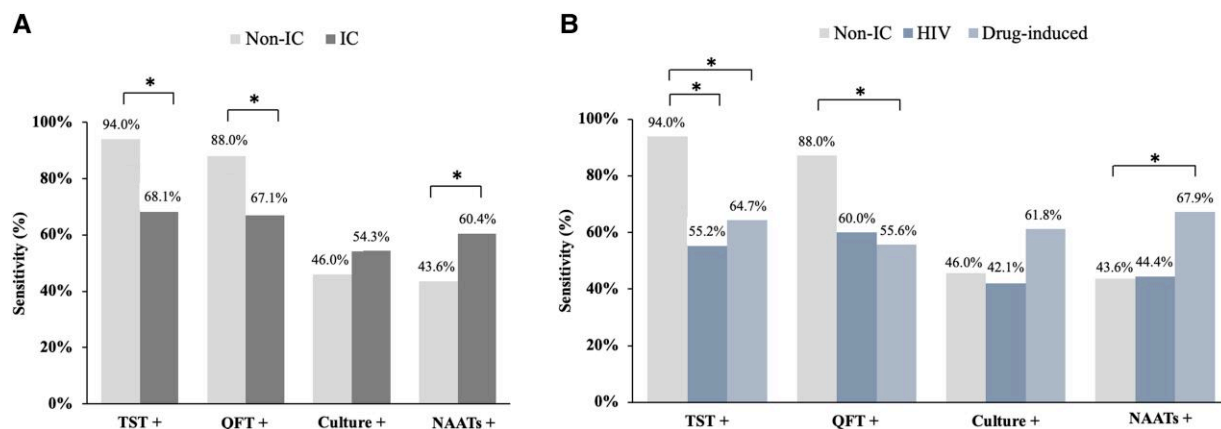 A
Non-IC IC
Sensitivity (%)
100%
80%
60%
40%
20%
0%
*
*
*
94.0%
68.1%
88.0%
67.1%
46.0%
54.3%
43.6%
60.4%
TST +
QFT +
Culture +
NAATs +
B
Non-IC HIV Drug-induced
Sensitivity (%)
100%
80%
60%
40%
20%
0%
*
*
*
*
94.0%
55.2%
64.7%
88.0%
60.0%
55.6%
46.0%
42.1%
61.8%
43.6%
44.4%
67.9%
TST +
QFT +
Culture +
NAATs +